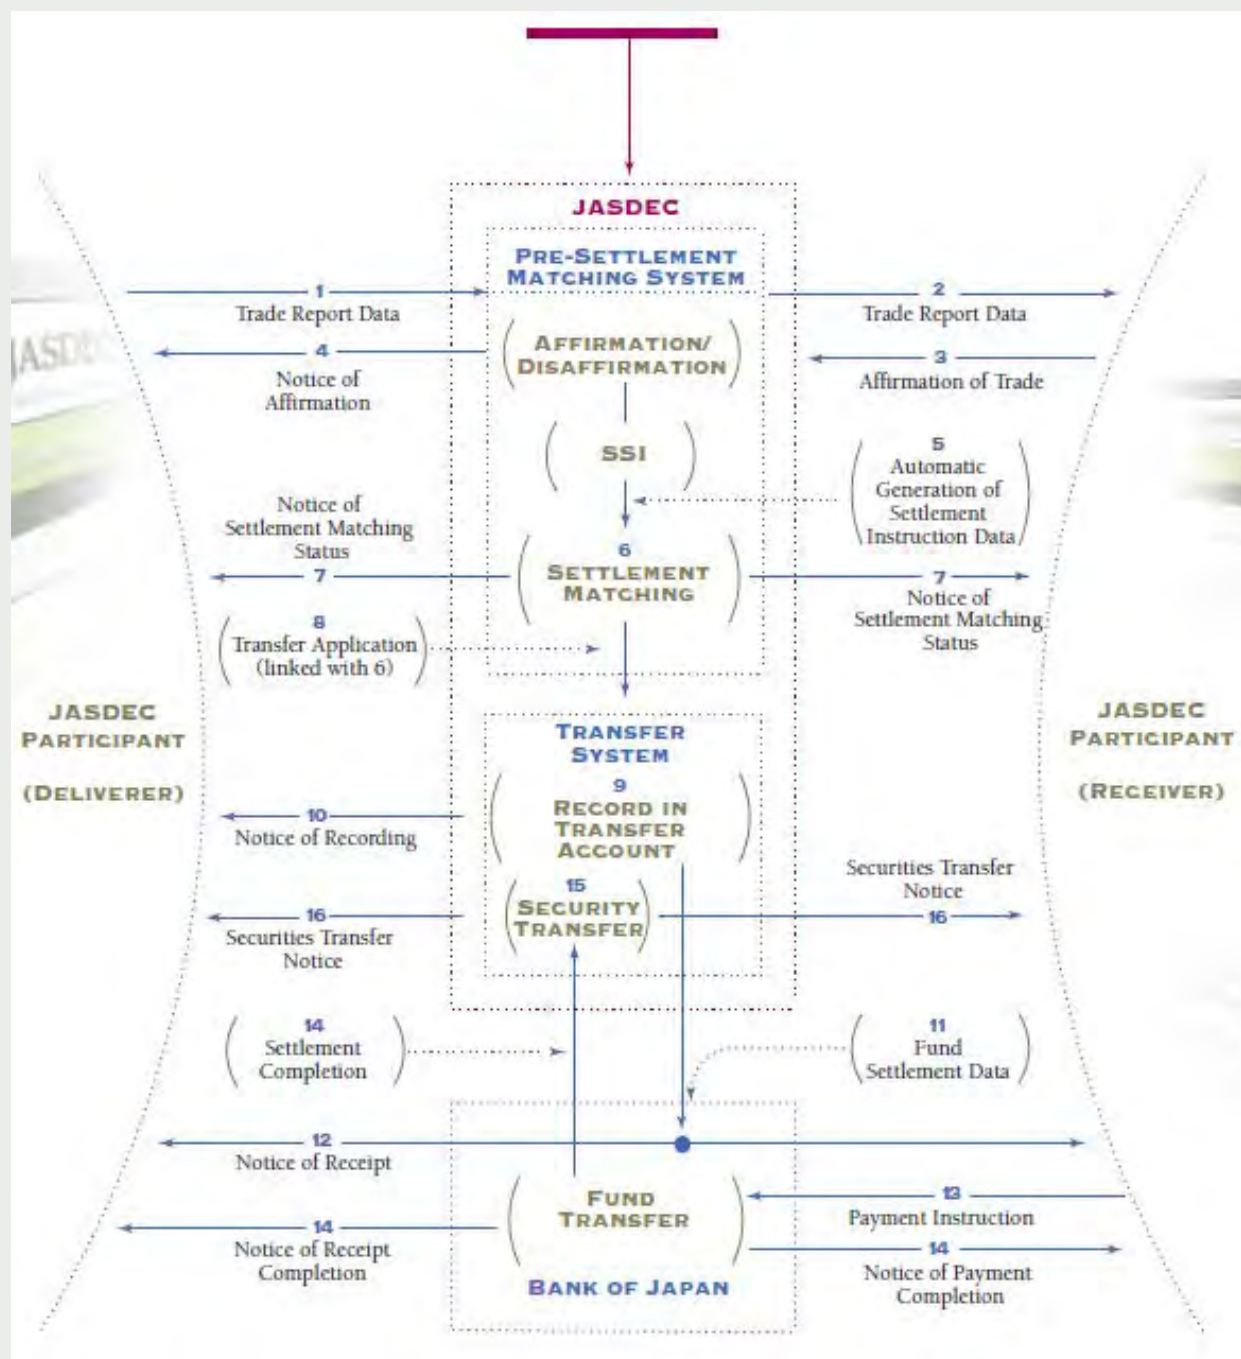 JASDEC
PRE-SETTLEMENT
MATCHING SYSTEM
1
Trade Report Data
2
Trade Report Data
AFFIRMATION/
DISAFFIRMATION
4
Notice of
Affirmation
3
Affirmation of Trade
JASDEC
SSI
5
Automatic
Generation of
Settlement
Instruction Data
Notice of
Settlement Matching
Status
7
6
SETTLEMENT
MATCHING
7
Notice of
Settlement Matching
Status
8
Transfer Application
(linked with 6)
JASDEC
PARTICIPANT
(DELIVERER)
JASDEC
PARTICIPANT
(RECEIVER)
TRANSFER
SYSTEM
9
RECORD IN
TRANSFER
ACCOUNT
10
Notice of Recording
15
SECURITY
TRANSFER
16
Securities Transfer
Notice
Securities Transfer
Notice
16
14
Settlement
Completion
11
Fund
Settlement Data
12
Notice of Receipt
FUND
TRANSFER
13
Payment Instruction
14
Notice of Receipt
Completion
14
Notice of Payment
Completion
BANK OF JAPAN